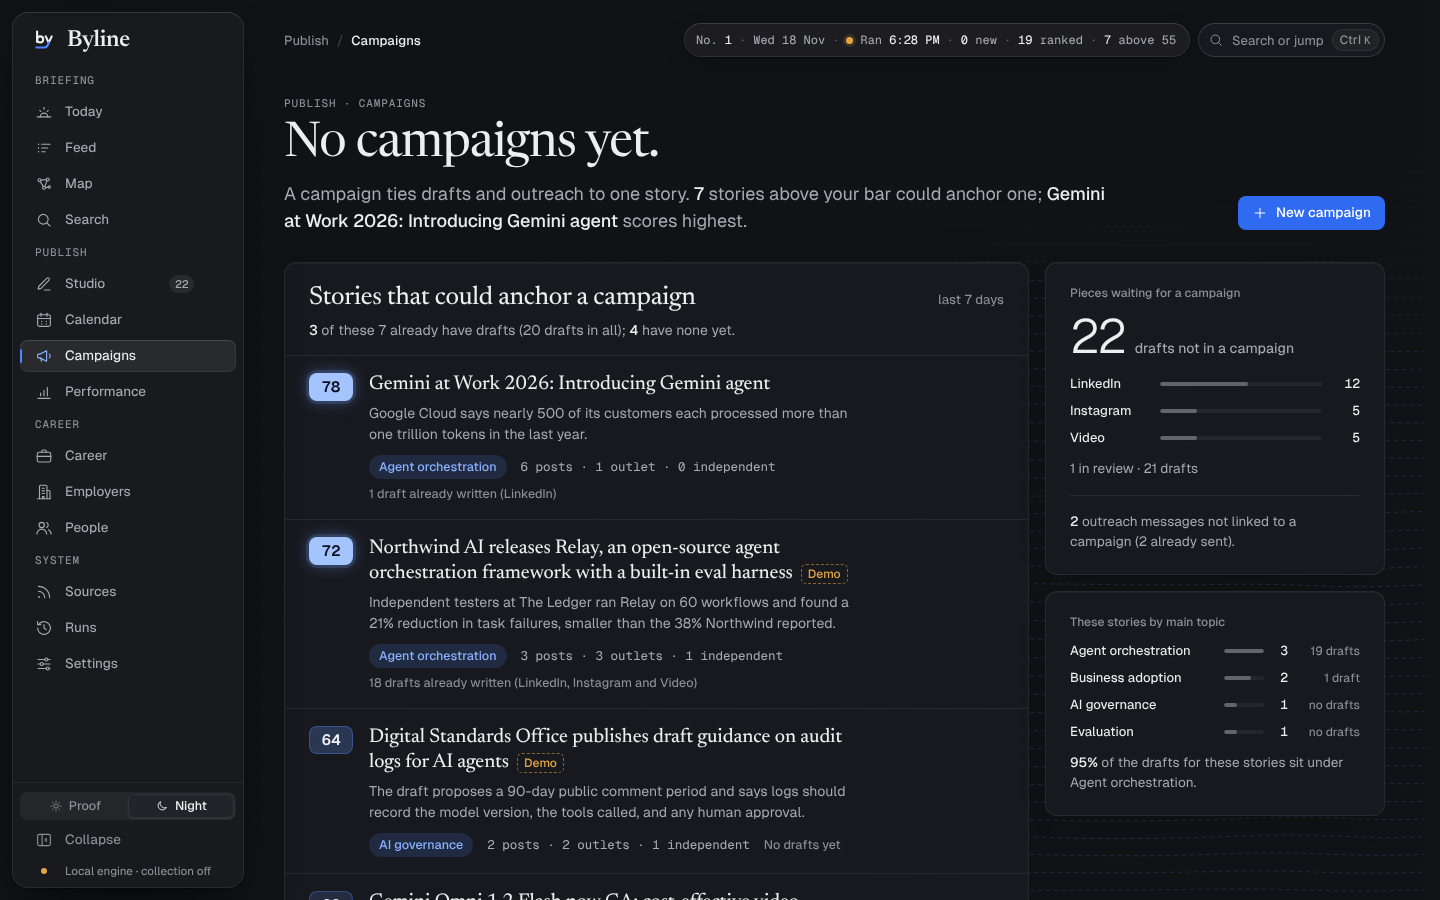 by Byline
BRIEFING
Today
Feed
Map
Search
PUBLISH
Studio 22
Calendar
Campaigns
Performance
CAREER
Career
Employers
People
SYSTEM
Sources
Runs
Settings
Proof Night
Collapse
Local engine · collection off
Publish / Campaigns
No. 1 · Wed 18 Nov · Ran 6:28 PM · 0 new · 19 ranked · 7 above 55
Search or jump Ctrl K
PUBLISH · CAMPAIGNS
No campaigns yet.
A campaign ties drafts and outreach to one story. 7 stories above your bar could anchor one; Gemini
at Work 2026: Introducing Gemini agent scores highest.
New campaign
Stories that could anchor a campaign
last 7 days
3 of these 7 already have drafts (20 drafts in all); 4 have none yet.
78
Gemini at Work 2026: Introducing Gemini agent
Google Cloud says nearly 500 of its customers each processed more than
one trillion tokens in the last year.
Agent orchestration 6 posts · 1 outlet · 0 independent
1 draft already written (LinkedIn)
72
Northwind AI releases Relay, an open-source agent
orchestration framework with a built-in eval harness Demo
Independent testers at The Ledger ran Relay on 60 workflows and found a
21% reduction in task failures, smaller than the 38% Northwind reported.
Agent orchestration 3 posts · 3 outlets · 1 independent
18 drafts already written (LinkedIn, Instagram and Video)
64
Digital Standards Office publishes draft guidance on audit
logs for AI agents Demo
The draft proposes a 90-day public comment period and says logs should
record the model version, the tools called, and any human approval.
AI governance 2 posts · 2 outlets · 1 independent No drafts yet
Pieces waiting for a campaign
22 drafts not in a campaign
LinkedIn 12
Instagram 5
Video 5
1 in review · 21 drafts
2 outreach messages not linked to a
campaign (2 already sent).
These stories by main topic
Agent orchestration 3 19 drafts
Business adoption 2 1 draft
AI governance 1 no drafts
Evaluation 1 no drafts
95% of the drafts for these stories sit under
Agent orchestration.